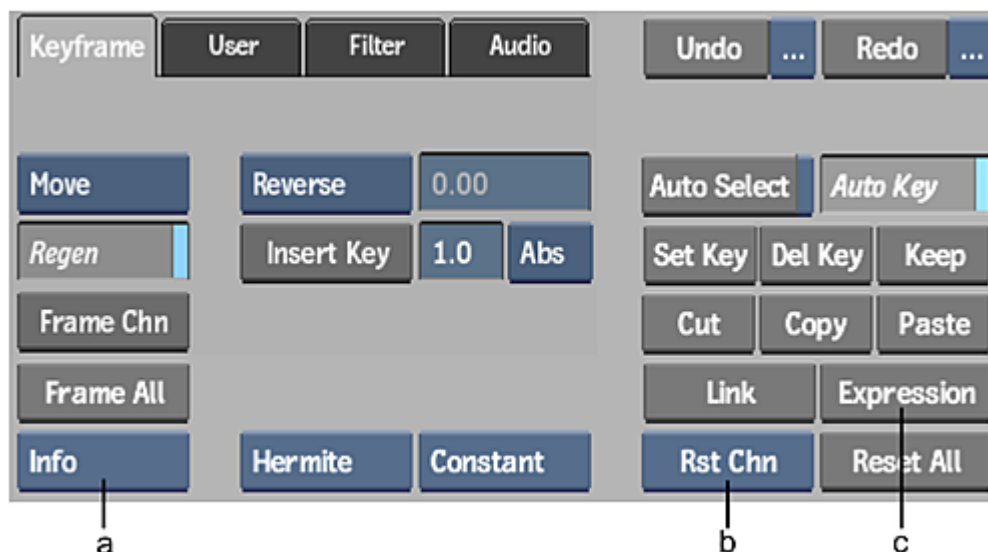 Keyframe User Filter Audio Undo ... Redo ...
Move Reverse 0.00 Auto Select Auto Key
Regen Insert Key 1.0 Abs Set Key Del Key Keep
Frame Chn Cut Copy Paste
Frame All Link Expression
Info Hermite Constant Rst Chn Reset All
a b c